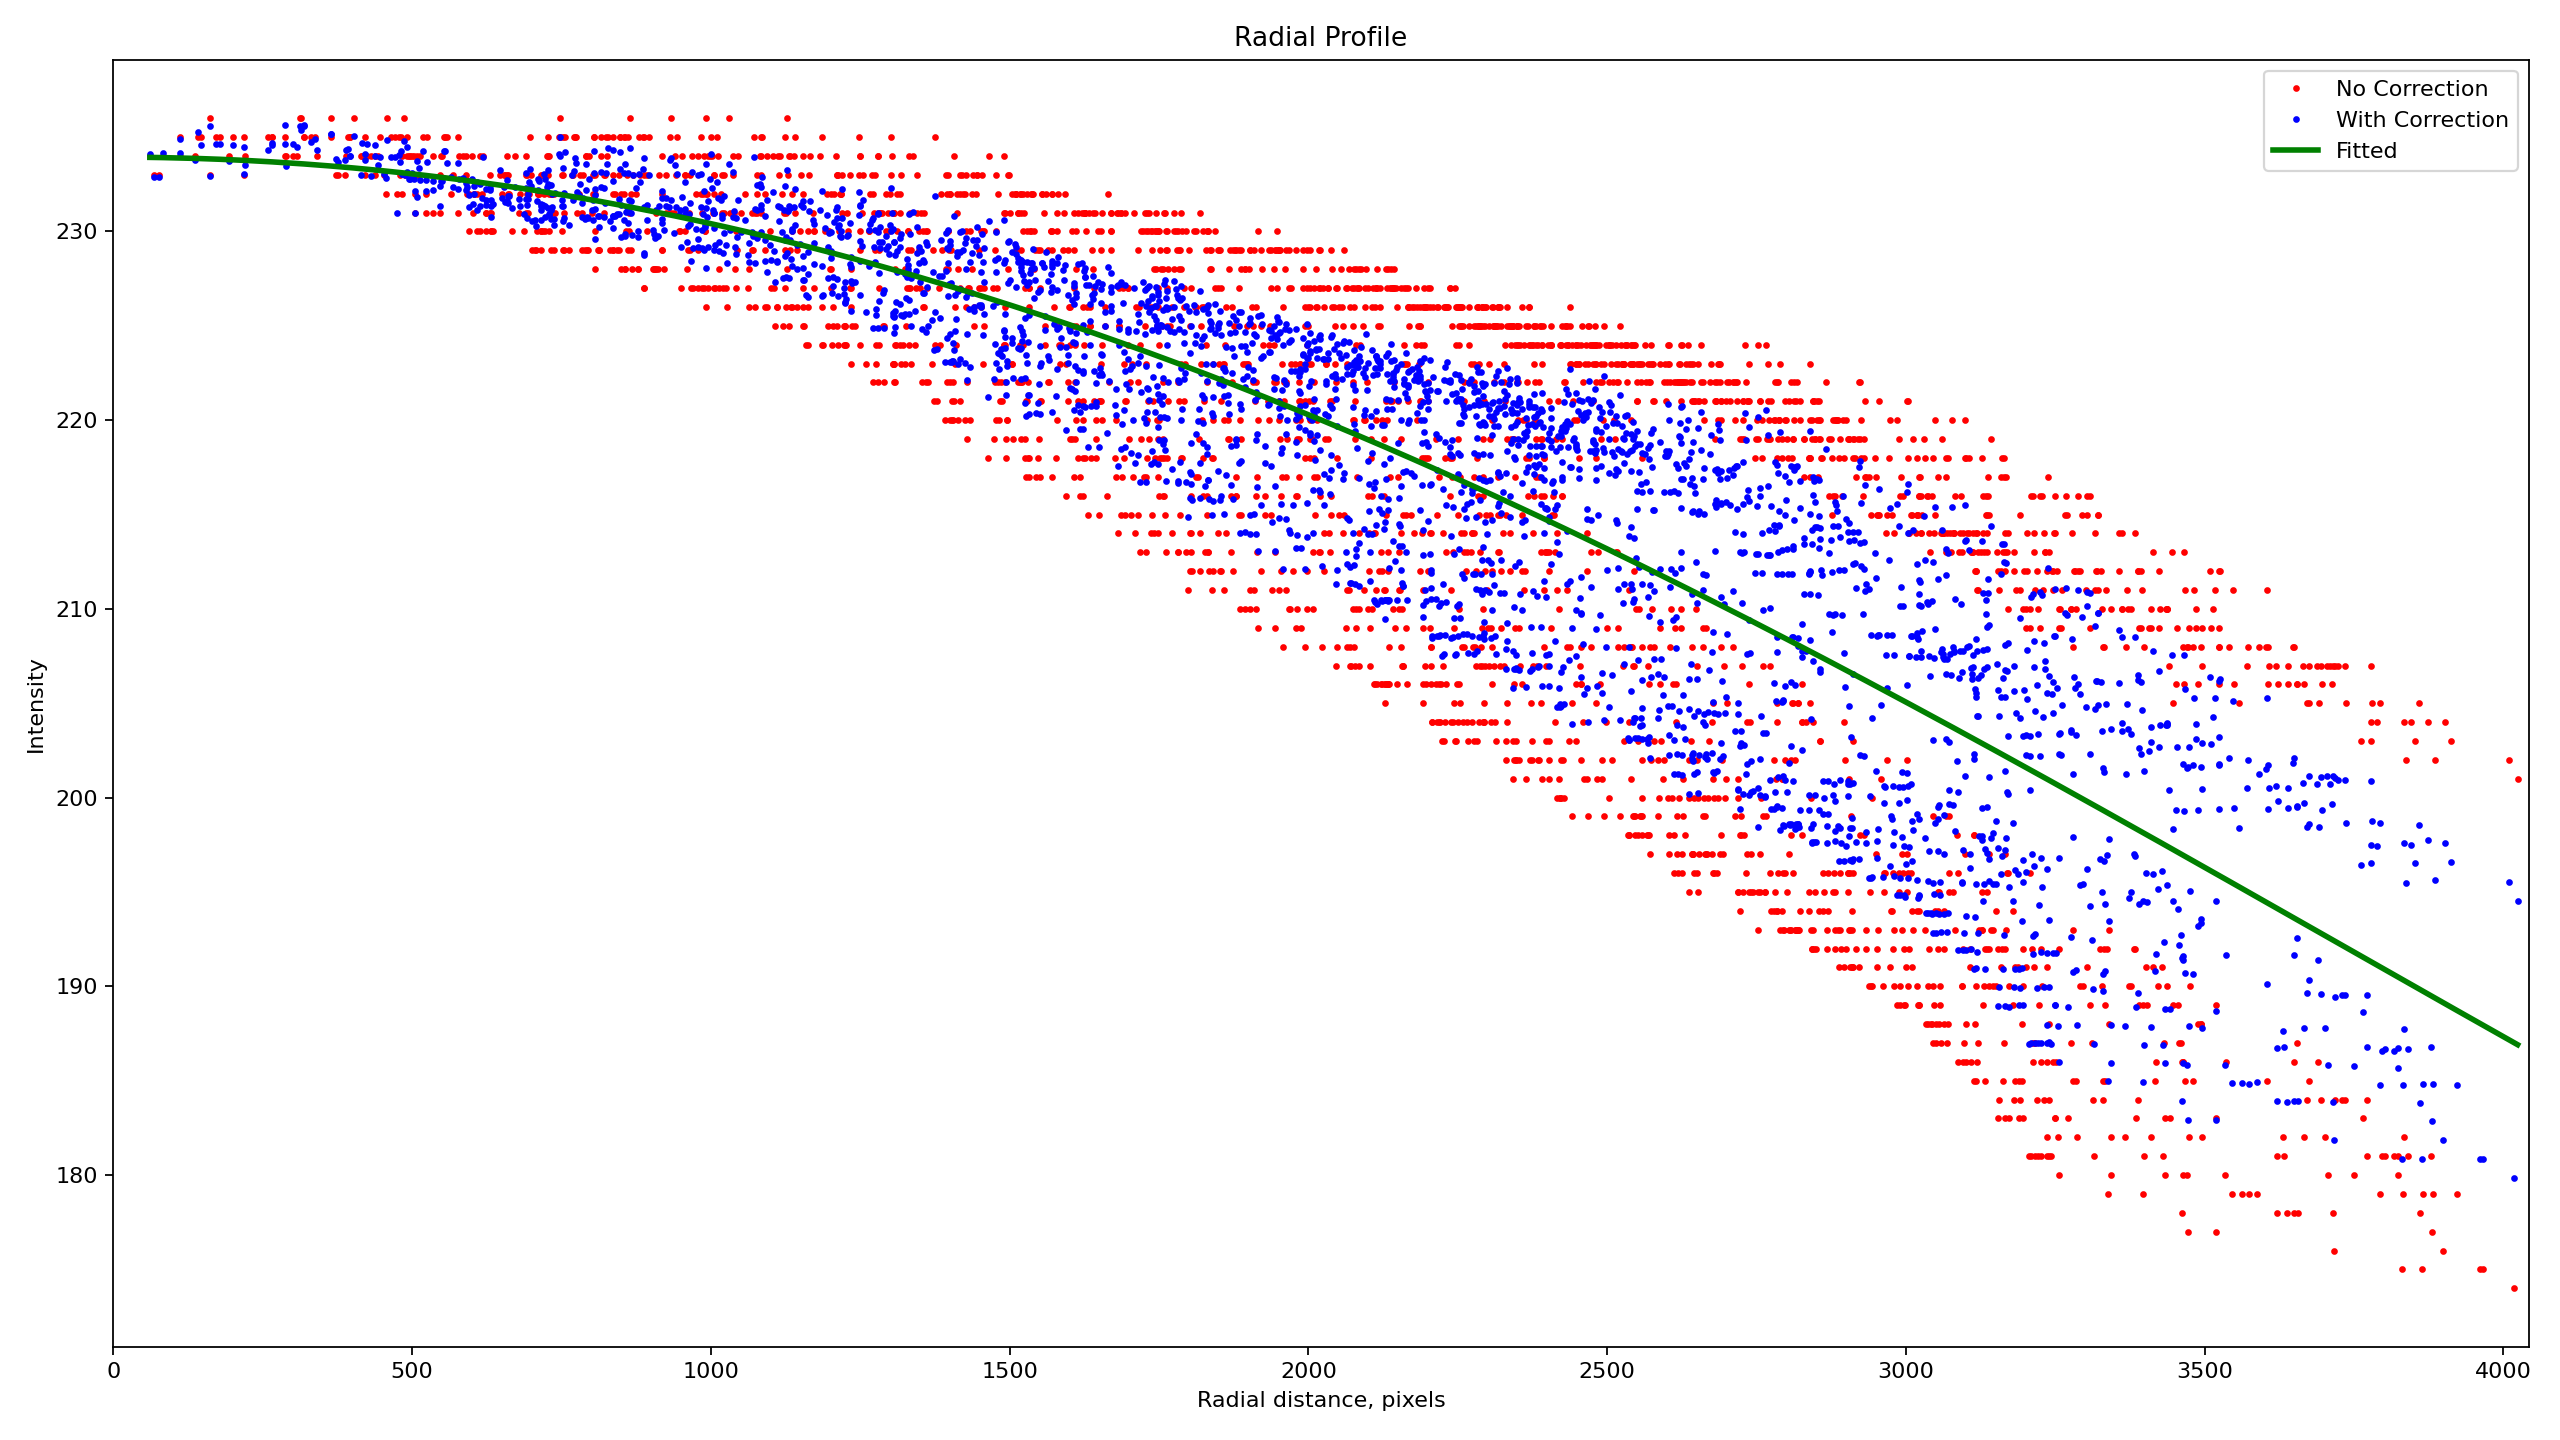 Radial Profile
No Correction
With Correction
Fitted
230
220
210
200
190
180
Intensity
0 500 1000 1500 2000 2500 3000 3500 4000
Radial distance, pixels